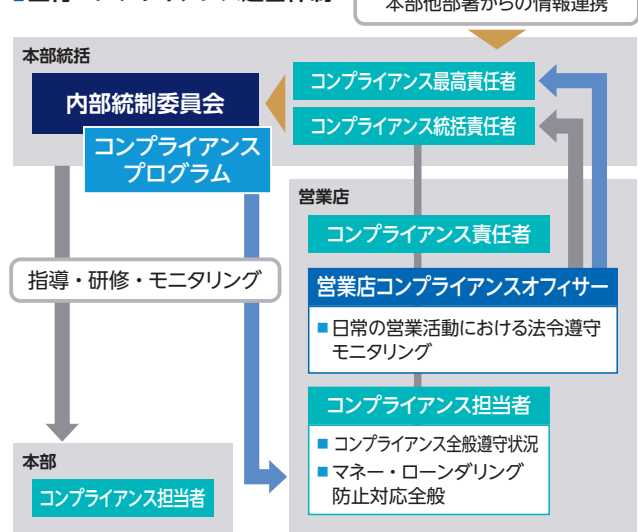 本部他部署からの情報連携
本部統括
内部統制委員会
コンプライアンス
プログラム
コンプライアンス最高責任者
コンプライアンス統括責任者
営業店
コンプライアンス責任者
指導・研修・モニタリング
営業店コンプライアンスオフィサー
■日常の営業活動における法令遵守
モニタリング
コンプライアンス担当者
■コンプライアンス全般遵守状況
■マネー・ローンダリング
防止対応全般
本部
コンプライアンス担当者